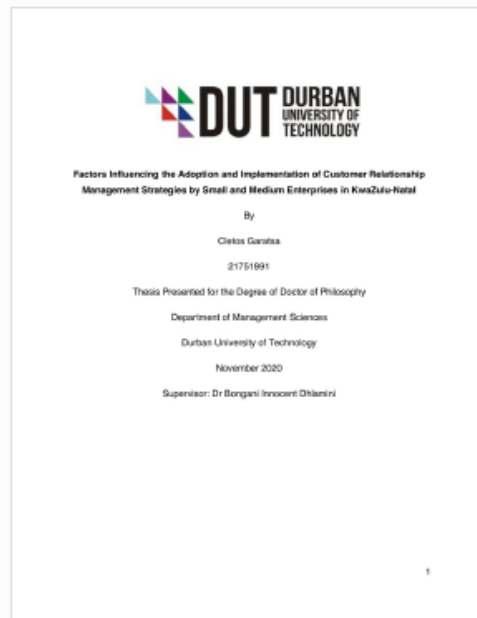 DUT DURBAN
UNIVERSITY OF
TECHNOLOGY
Factors Influencing the Adoption and Implementation of Customer Relationship
Management Strategies by Small and Medium Enterprises in KwaZulu-Natal
By
Cletos Garatsa
21751991
Thesis Presented for the Degree of Doctor of Philosophy
Department of Management Sciences
Durban University of Technology
November 2020
Supervisor: Dr Bongani Innocent Dhlamini
1